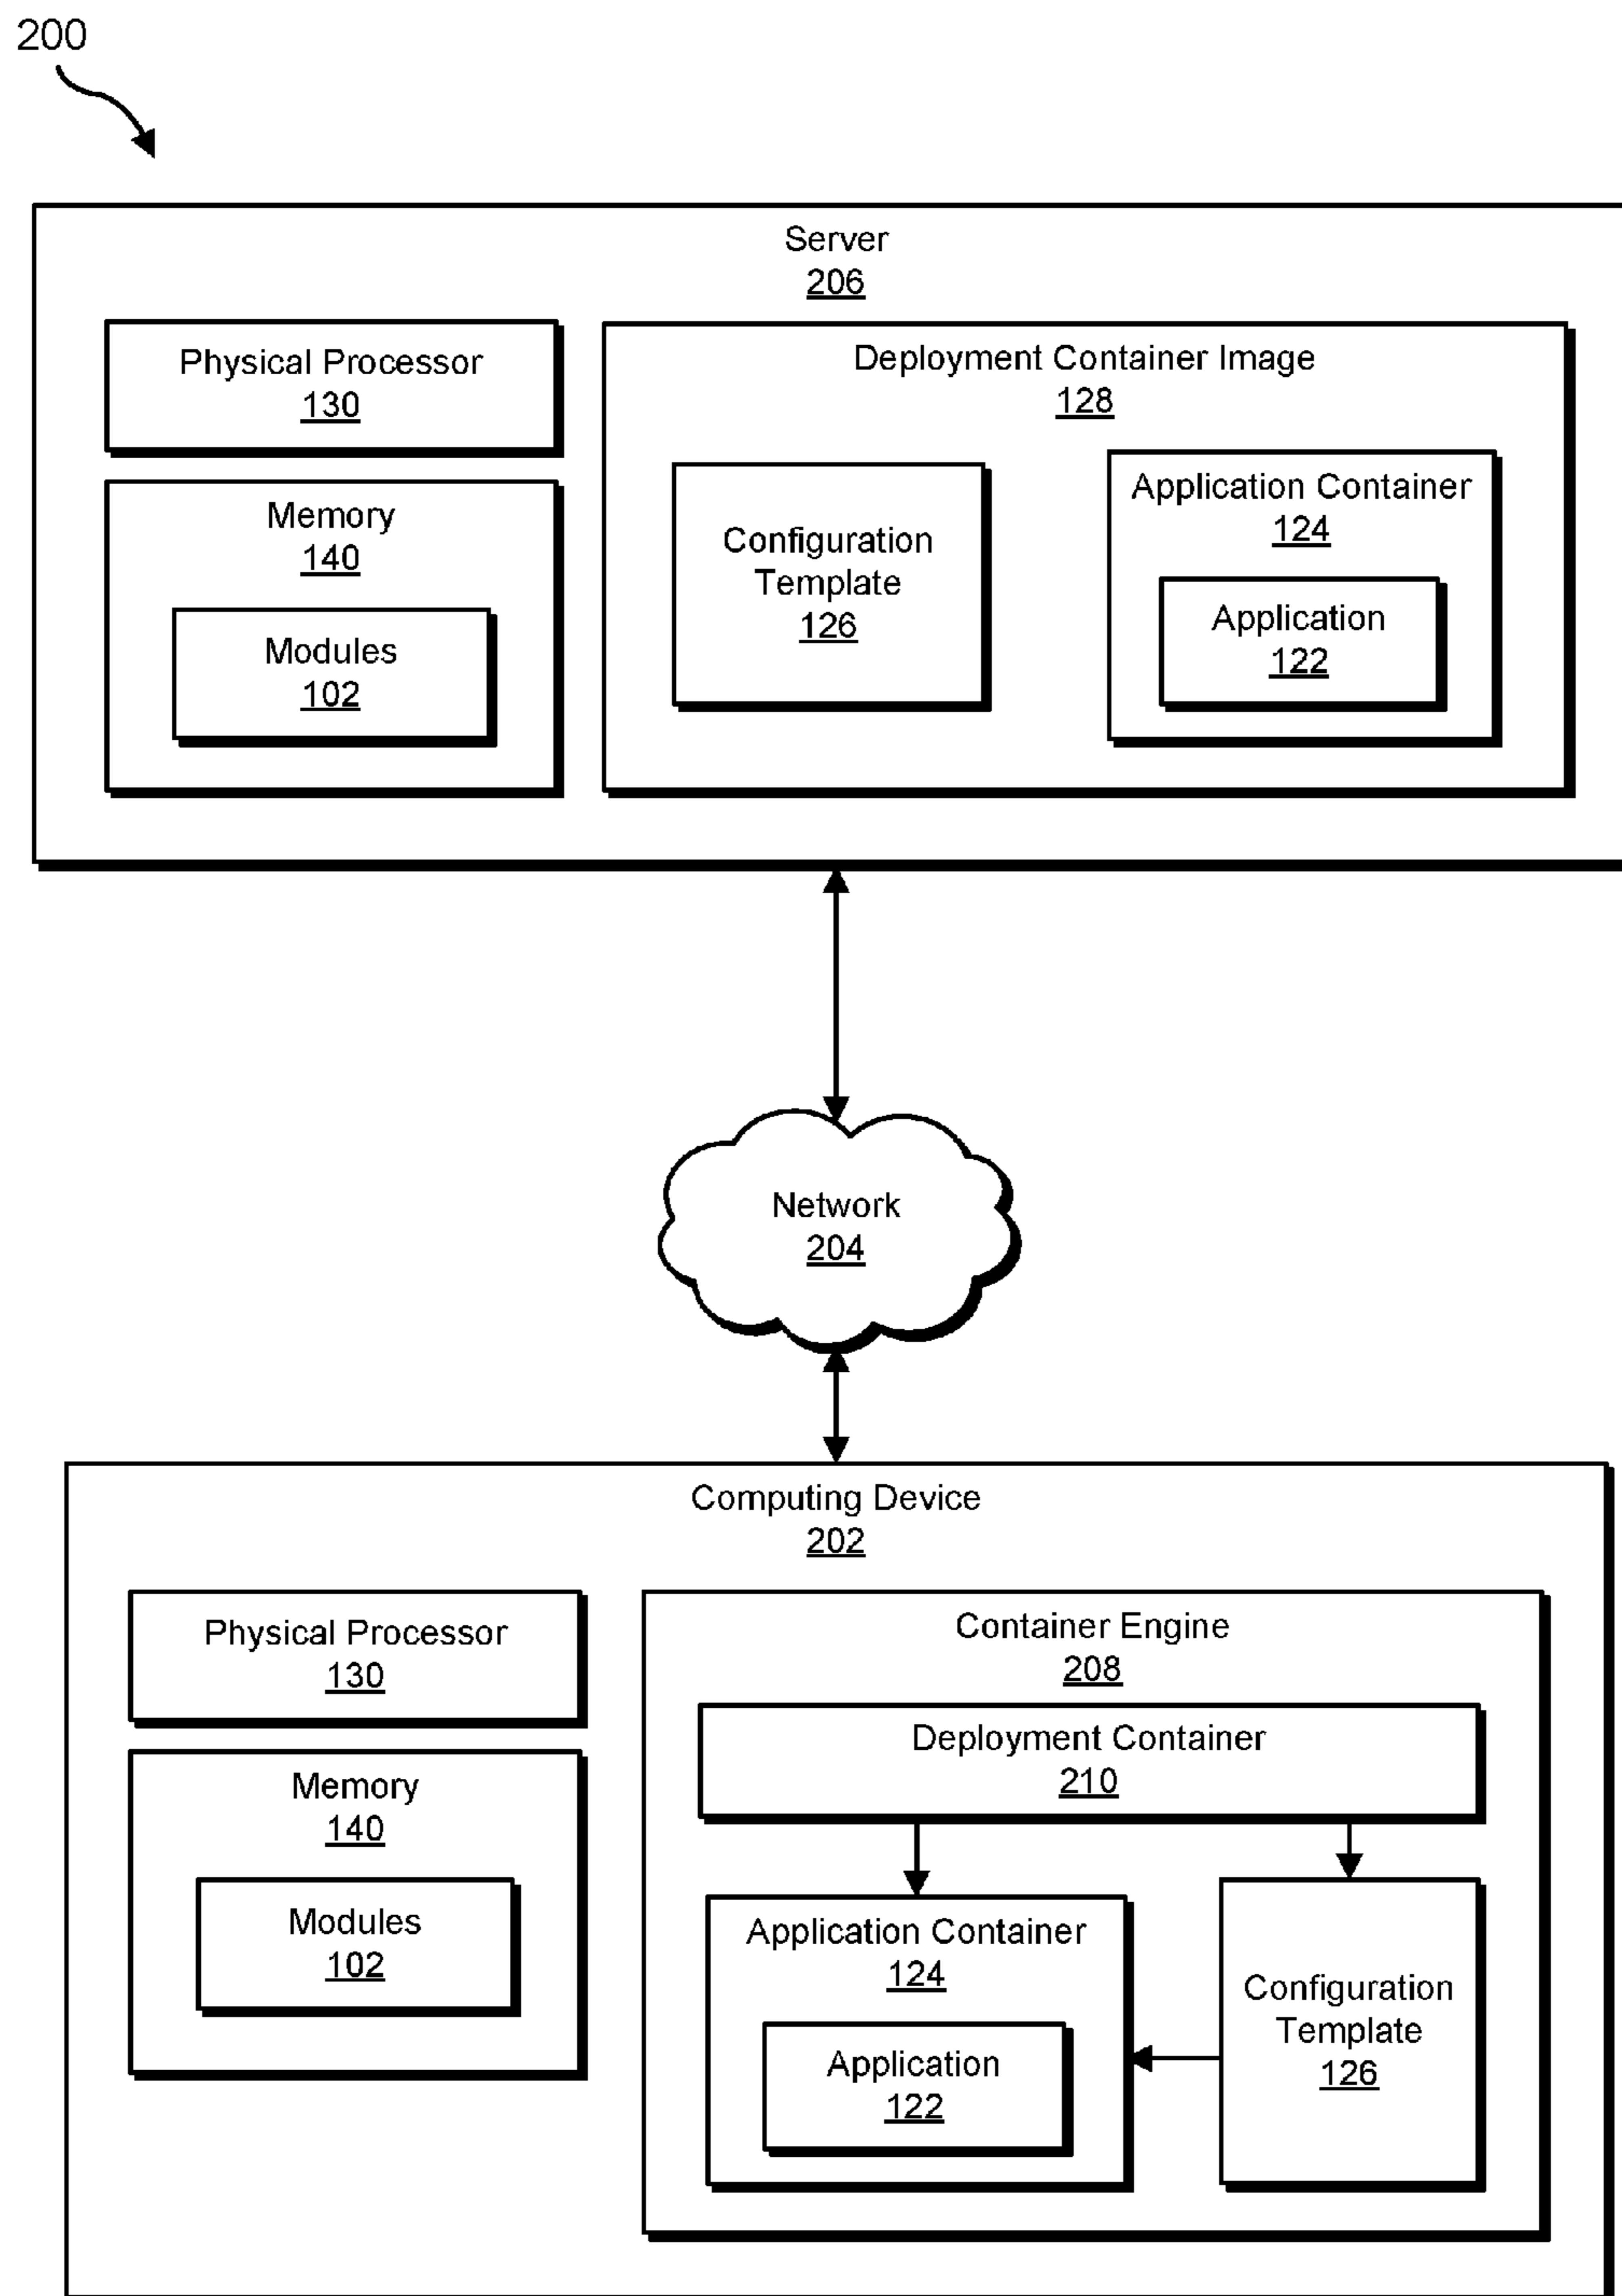 200
Server
206
Physical Processor
130
Memory
140
Modules
102
Deployment Container Image
128
Configuration
Template
126
Application Container
124
Application
122
Network
204
Computing Device
202
Physical Processor
130
Memory
140
Modules
102
Container Engine
208
Deployment Container
210
Application Container
124
Application
122
Configuration
Template
126